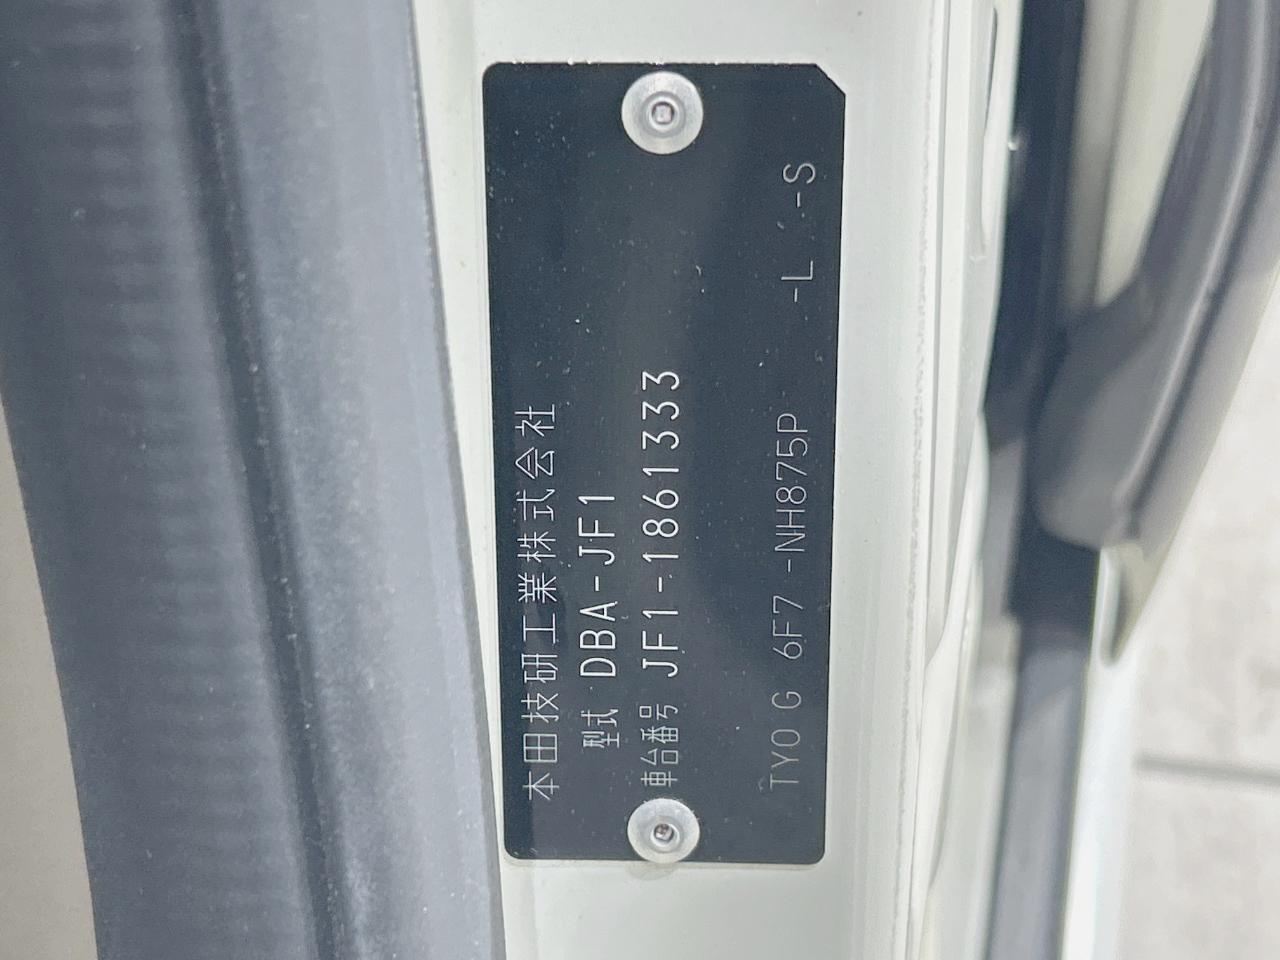 本田技研工業株式会社
型式 DBA-JF1
車台番号 JF1-1861333
TY0 G 6F7 -NH875P -L -S